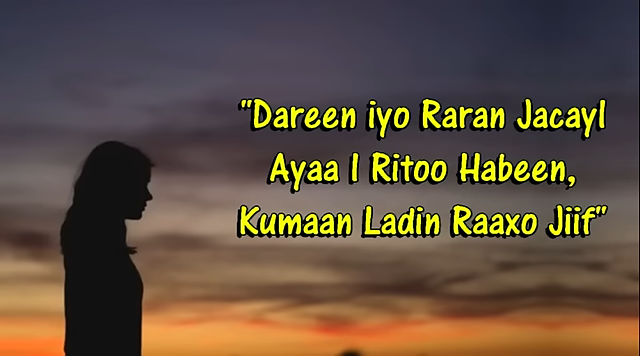 "Dareen iyo Raran Jacayl
Ayaa I Ritoo Habeen,
Kumaan Ladin Raaxo Jiif"